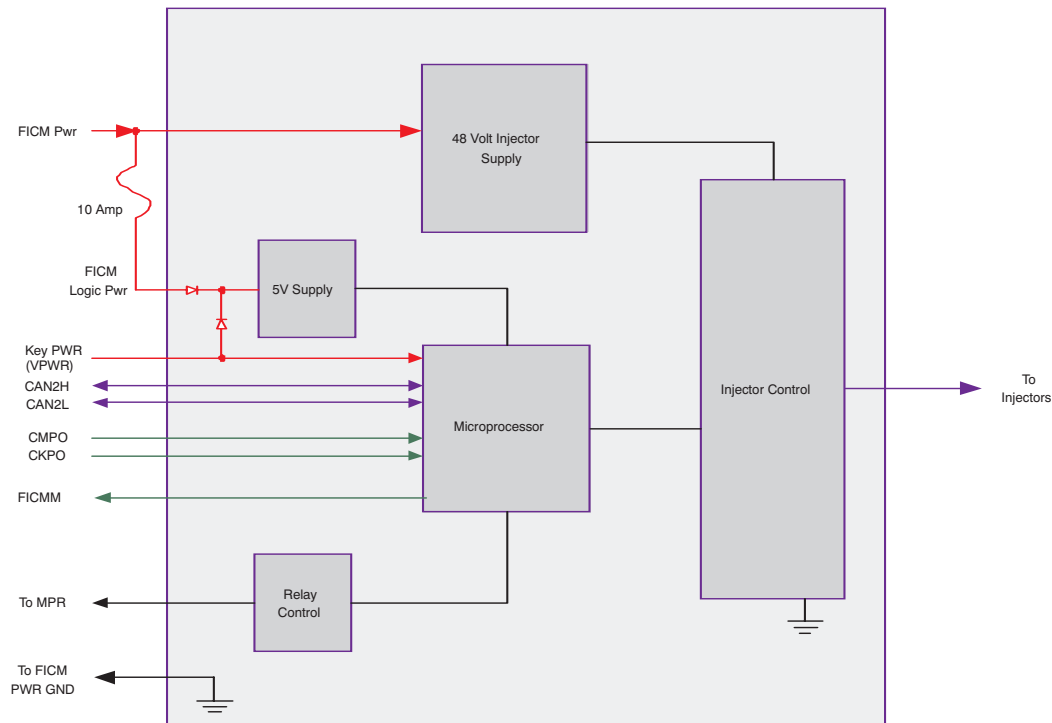 FICM Pwr
10 Amp
48 Volt Injector
Supply
FICM
Logic Pwr
5V Supply
Key PWR
(VPWR)
CAN2H
CAN2L
CMPO
CKPO
FICMM
Microprocessor
Injector Control
To
Injectors
To MPR
Relay
Control
To FICM
PWR GND